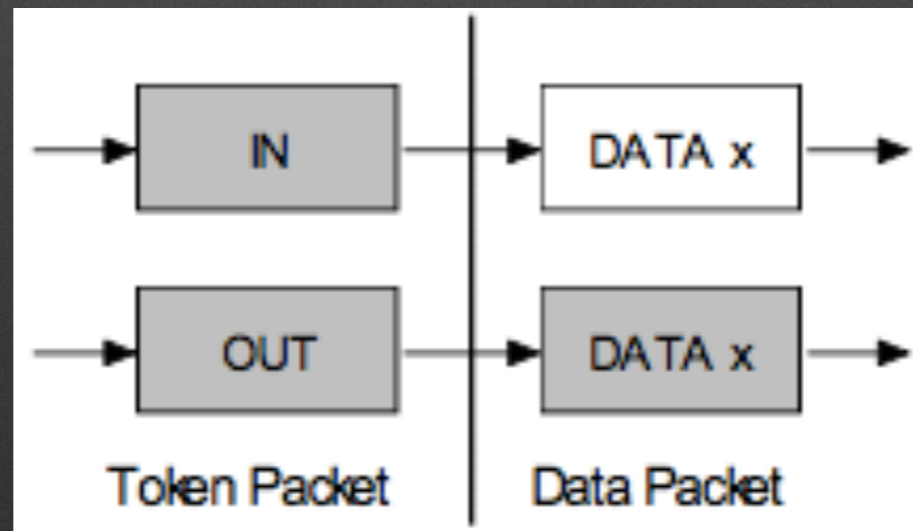 IN
DATA x
OUT
DATA x
Token Packet
Data Packet